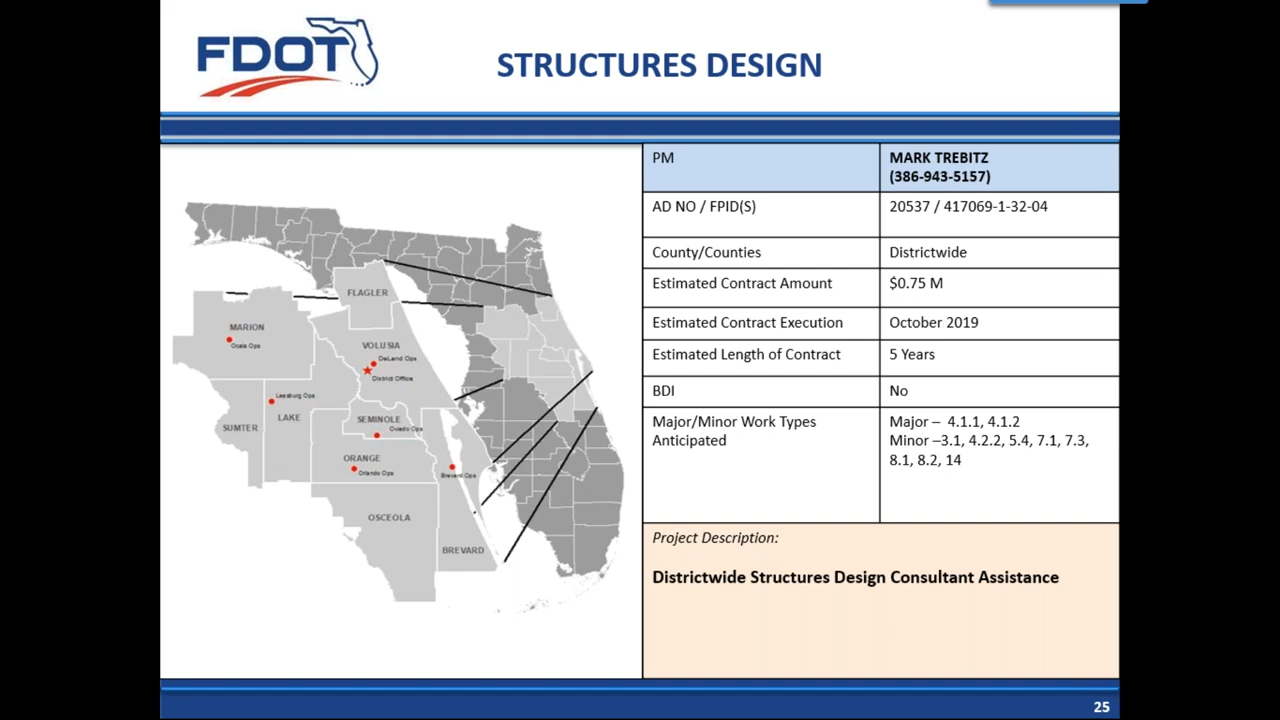 FDOT
STRUCTURES DESIGN
FLAGLER
MARION
Ocala Ops
VOLUSIA
DeLand Ops
District Office
Leesburg Ops
LAKE
SUMTER
SEMINOLE
Oviedo Ops
ORANGE
Orlando Ops
Brevard Ops
OSCEOLA
BREVARD
PM
MARK TREBITZ
(386-943-5157)
AD NO / FPID(S)
20537 / 417069-1-32-04
County/Counties
Districtwide
Estimated Contract Amount
$0.75 M
Estimated Contract Execution
October 2019
Estimated Length of Contract
5 Years
BDI
No
Major/Minor Work Types
Anticipated
Major – 4.1.1, 4.1.2
Minor –3.1, 4.2.2, 5.4, 7.1, 7.3,
8.1, 8.2, 14
Project Description:
Districtwide Structures Design Consultant Assistance
25